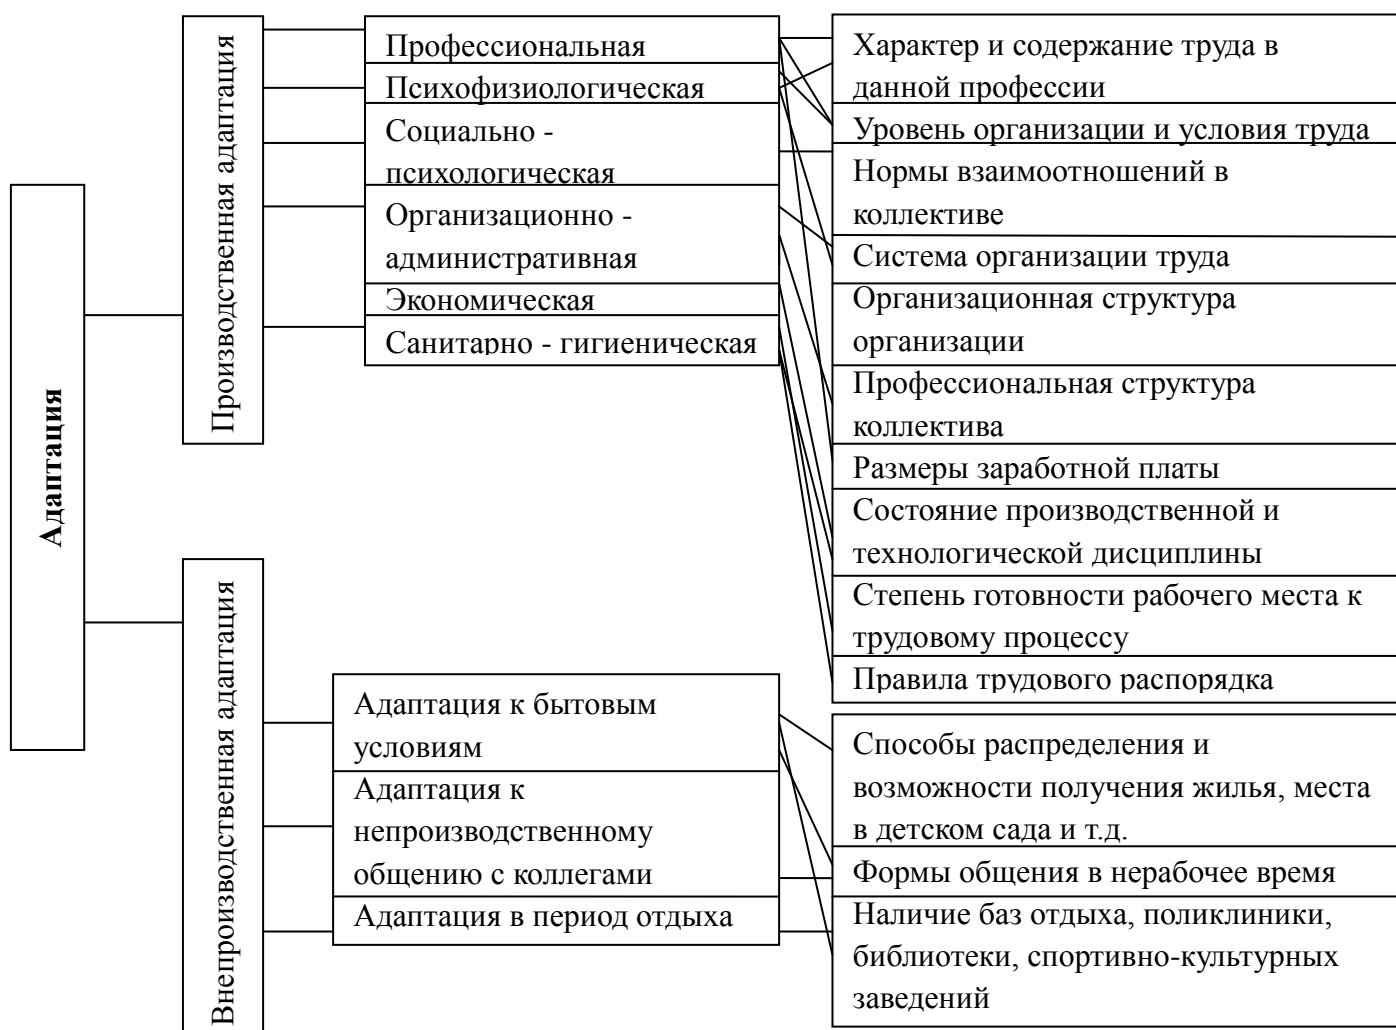 Адаптация
Производственная адаптация
Профессиональная
Психофизиологическая
Социально -
психологическая
Организационно -
административная
Экономическая
Санитарно - гигиеническая
Характер и содержание труда в
данной профессии
Уровень организации и условия труда
Нормы взаимоотношений в
коллективе
Система организации труда
Организационная структура
организации
Профессиональная структура
коллектива
Размеры заработной платы
Состояние производственной и
технологической дисциплины
Степень готовности рабочего места к
трудовому процессу
Правила трудового распорядка
Внепроизводственная адаптация
Адаптация к бытовым
условиям
Адаптация к
непроизводственному
общению с коллегами
Адаптация в период отдыха
Способы распределения и
возможности получения жилья, места
в детском сада и т.д.
Формы общения в нерабочее время
Наличие баз отдыха, поликлиники,
библиотеки, спортивно-культурных
заведений